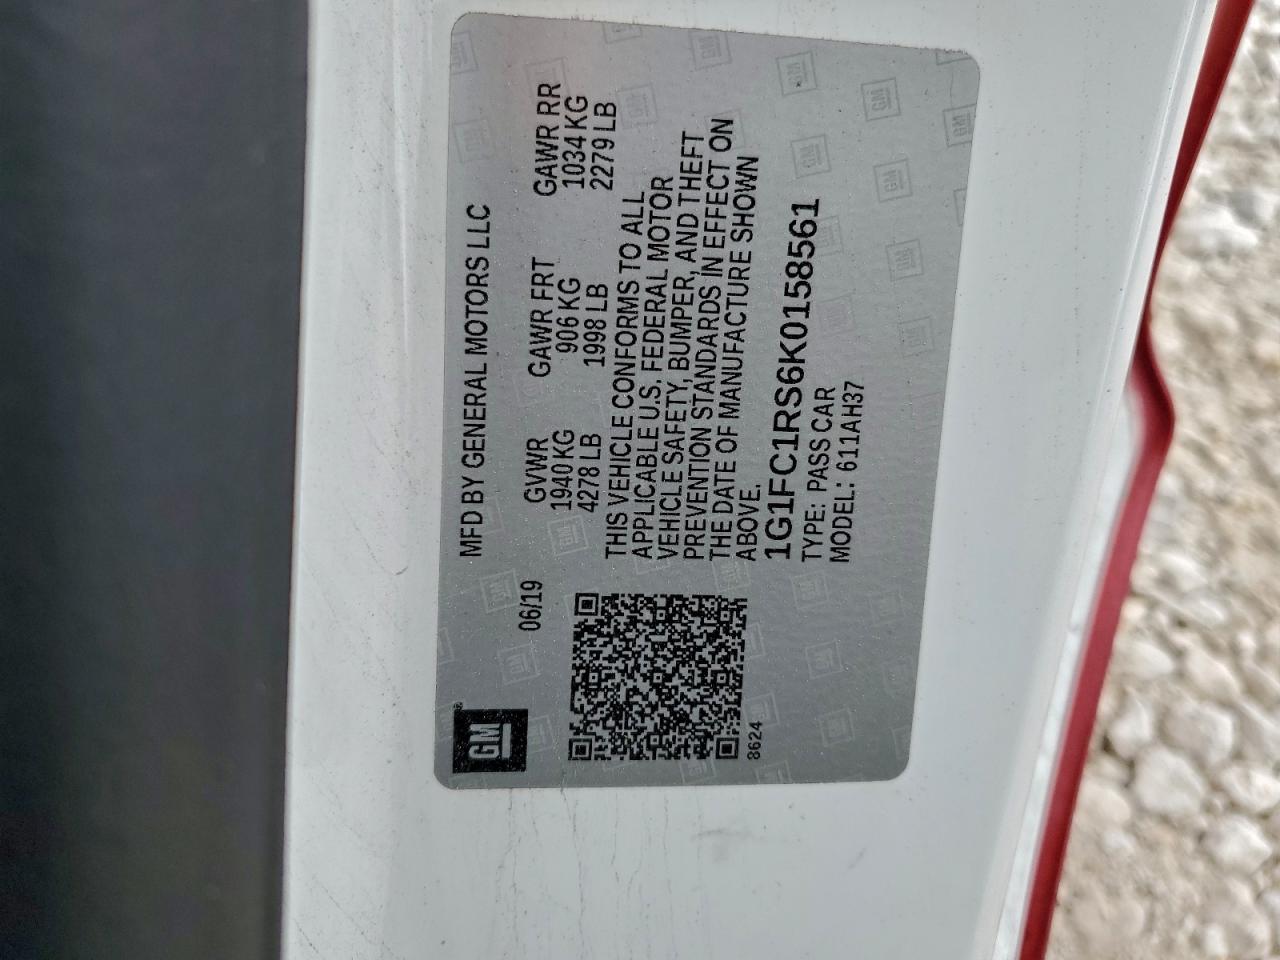 GM
06/19
MFD BY GENERAL MOTORS LLC
GVWR GAWR FRT GAWR RR
1940 KG 906 KG 1034 KG
4278 LB 1998 LB 2279 LB
THIS VEHICLE CONFORMS TO ALL
APPLICABLE U.S. FEDERAL MOTOR
VEHICLE SAFETY, BUMPER, AND THEFT
PREVENTION STANDARDS IN EFFECT ON
THE DATE OF MANUFACTURE SHOWN
ABOVE.
1G1FC1RS6K0158561
TYPE: PASS CAR
MODEL: 611AH37
8624